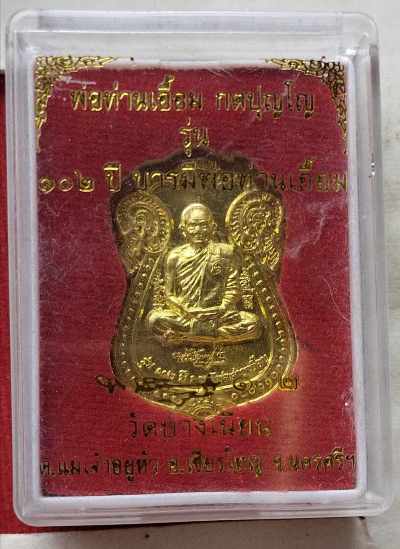 พ่อท่านเอื้อม กตปุญโญ
รุ่น
๑๐๒ ปี บารมีพ่อท่านเอื้อม
๒
วัดบางเนียน
ต.แม่เจ้าอยู่หัว อ.เชียรใหญ่ จ.นครศรีฯ